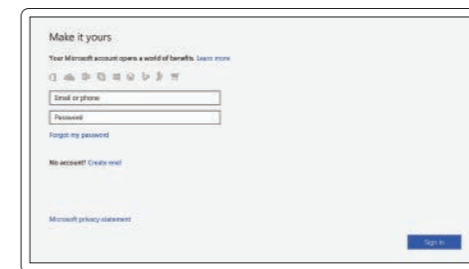 Make it yours
Your Microsoft account opens a world of benefits. Learn more
Email or phone
Password
Forgot my password
No account? Create one!
Microsoft privacy statement
Sign in